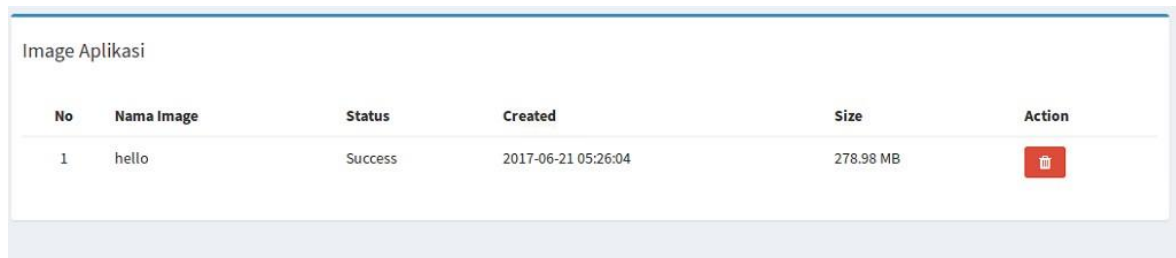 Image Aplikasi
No Nama Image Status Created Size Action
1 hello Success 2017-06-21 05:26:04 278.98 MB